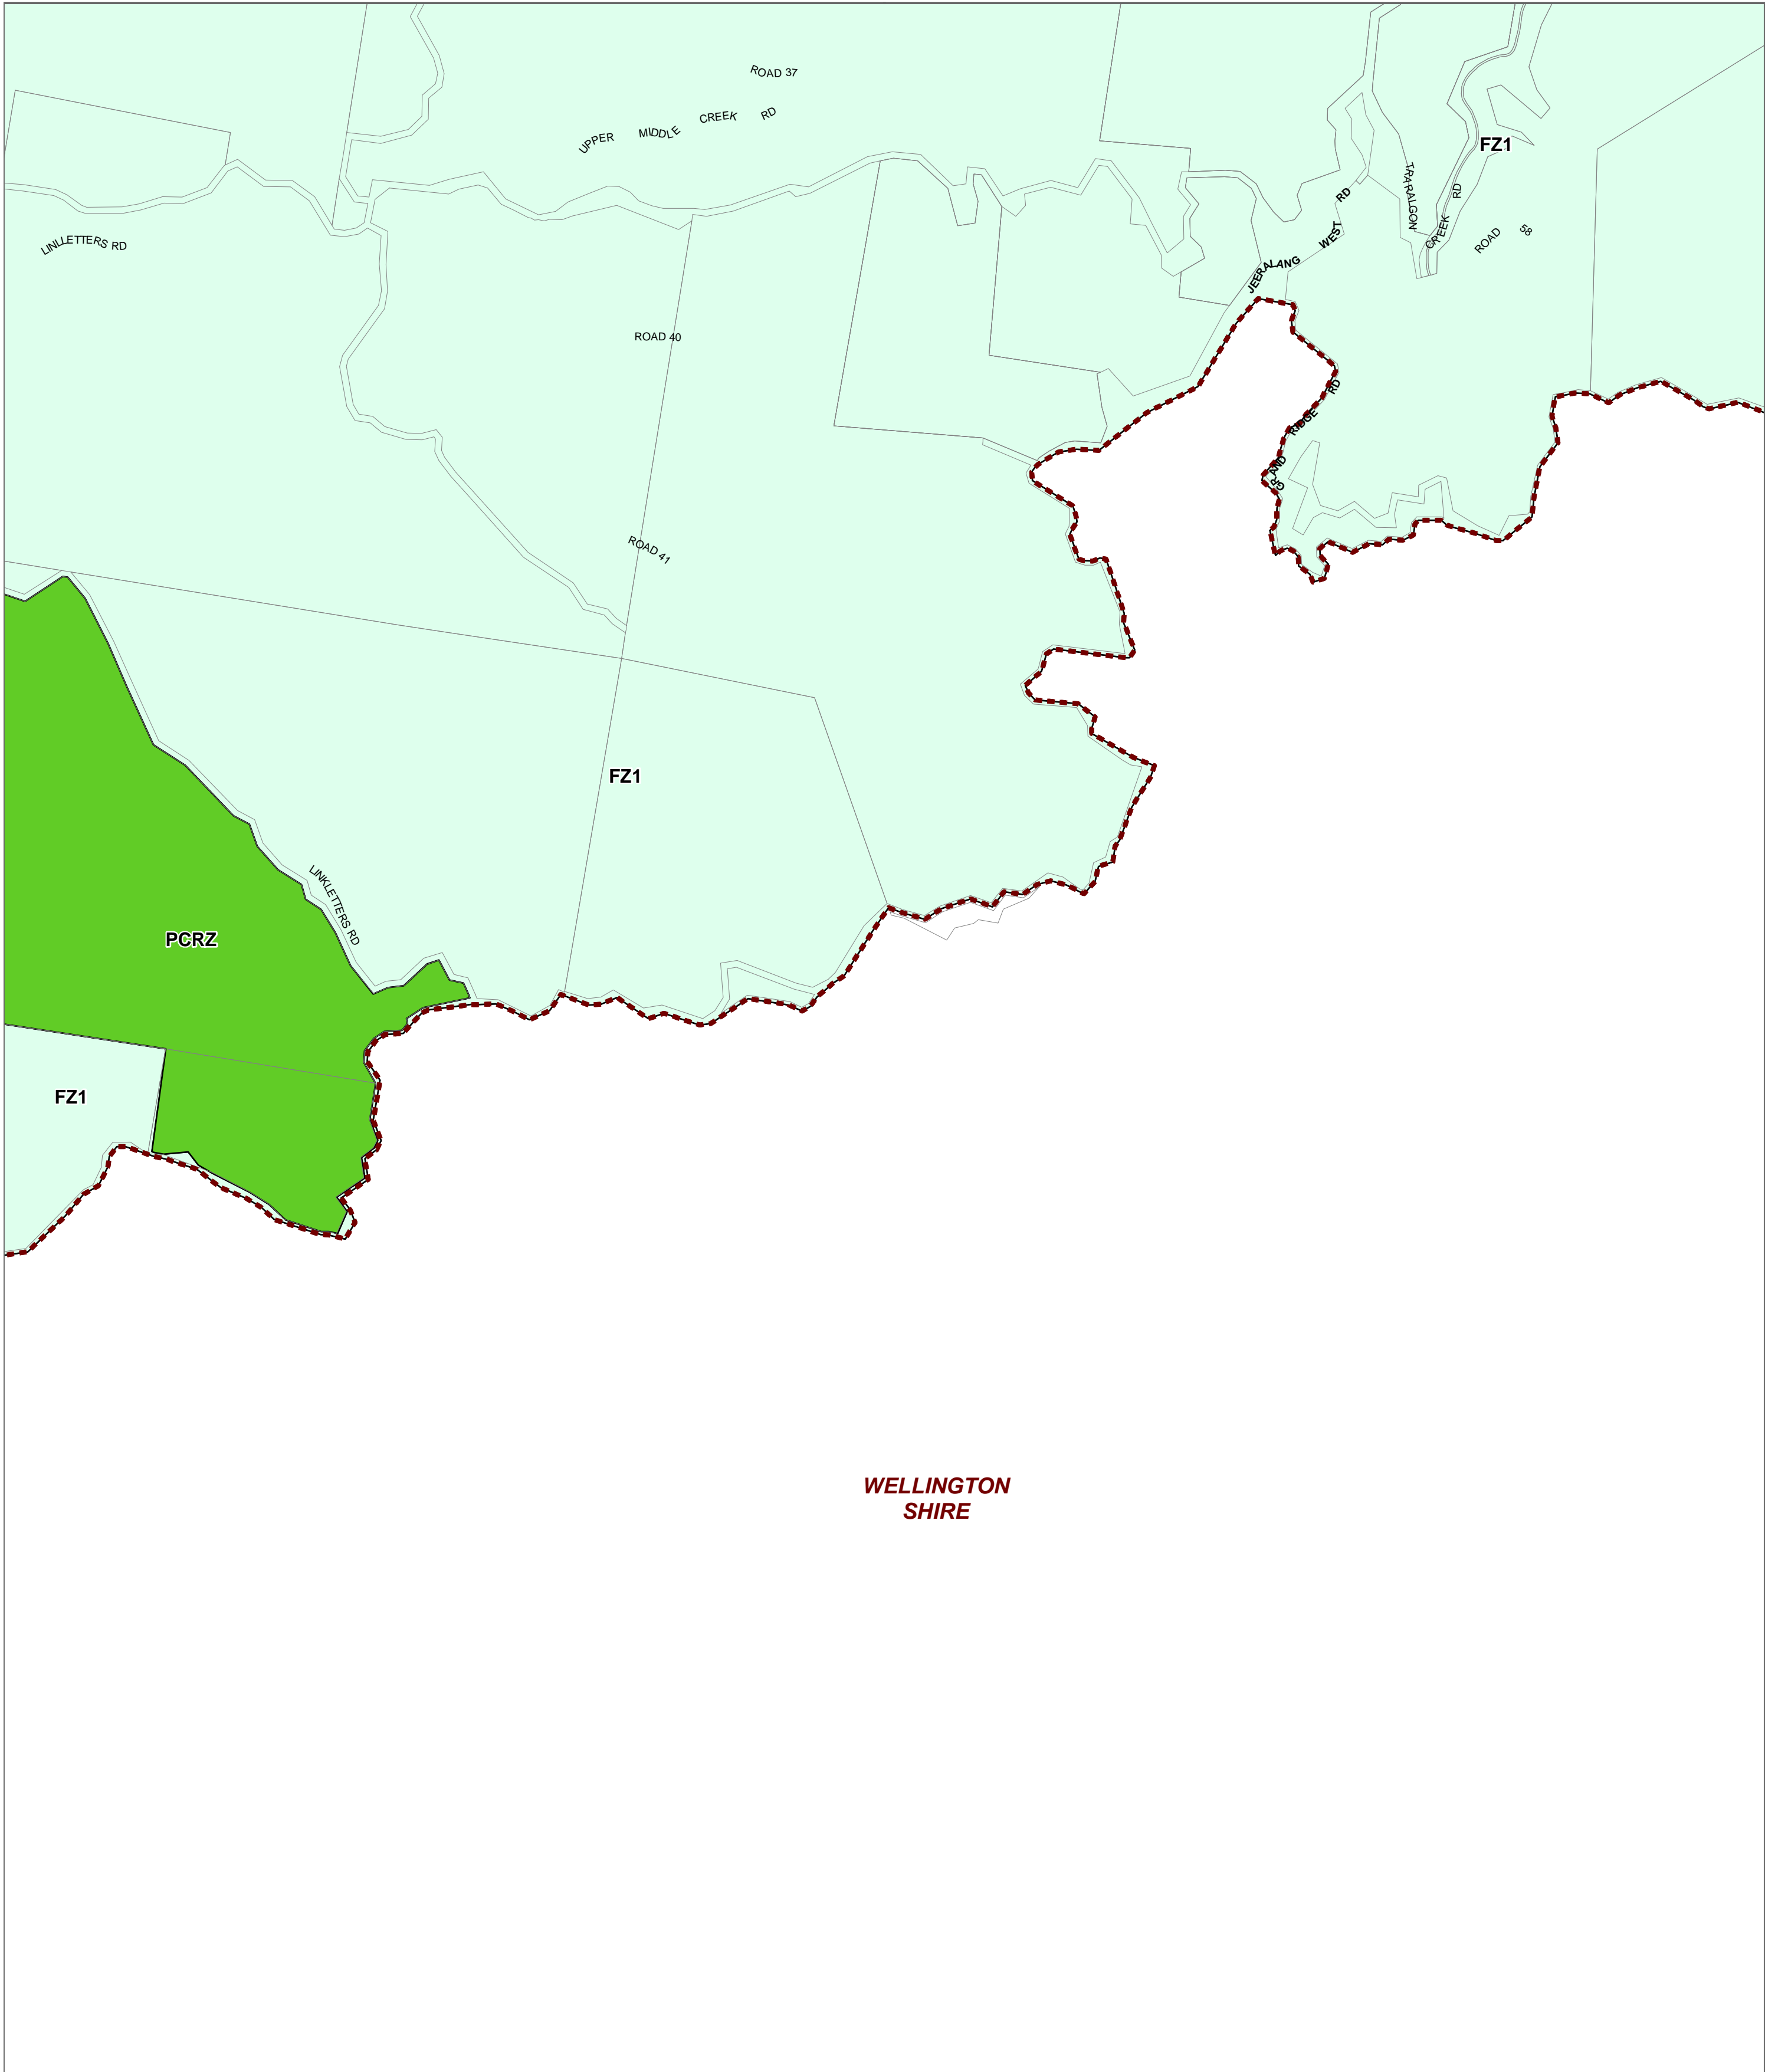 ROAD 37
UPPER MIDDLE CREEK RD
FZ1
TRARALGON CREEK RD
JEERALANG WEST RD
ROAD 58
LINLLETTERS RD
ROAD 40
GRAND RIDGE RD
ROAD 41
FZ1
LINKLETTERS RD
PCRZ
FZ1
WELLINGTON
SHIRE